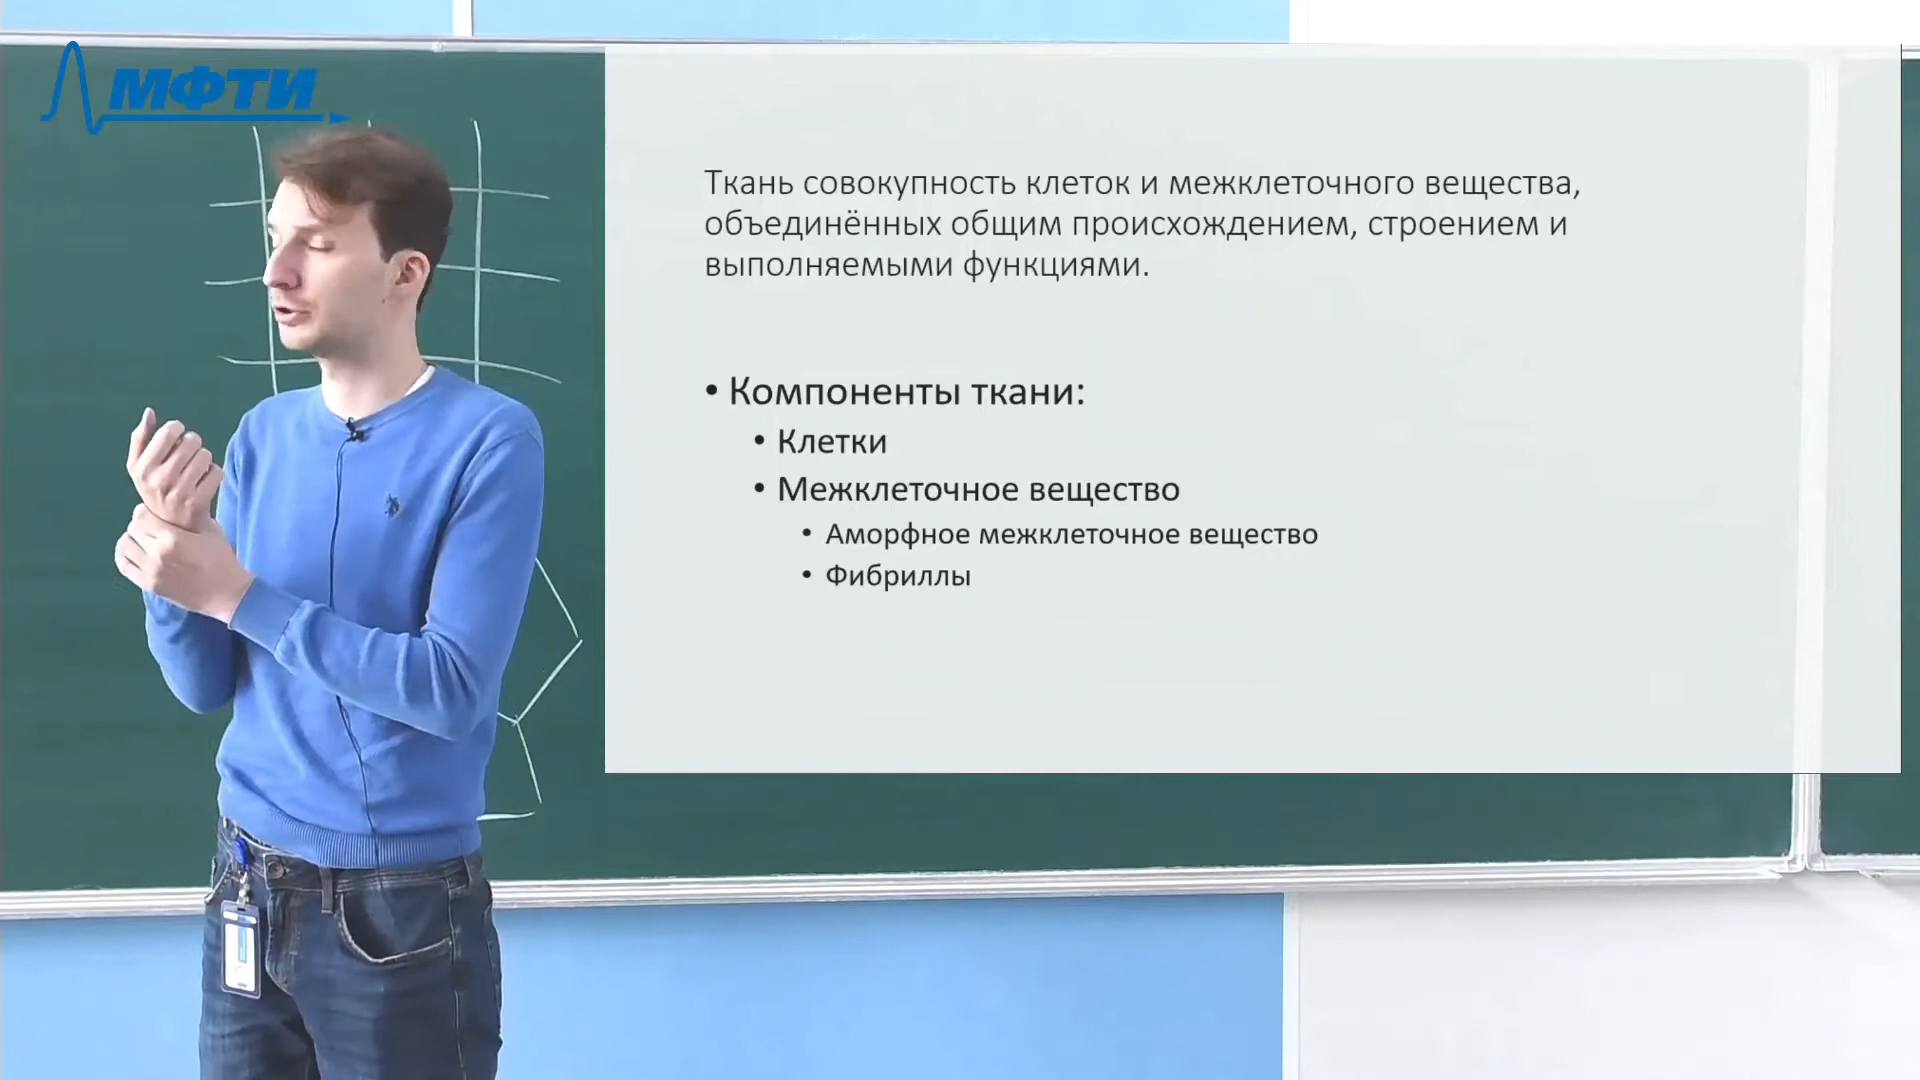 МФТИ
Ткань совокупность клеток и межклеточного вещества,
объединённых общим происхождением, строением и
выполняемыми функциями.
• Компоненты ткани:
• Клетки
• Межклеточное вещество
• Аморфное межклеточное вещество
• Фибриллы